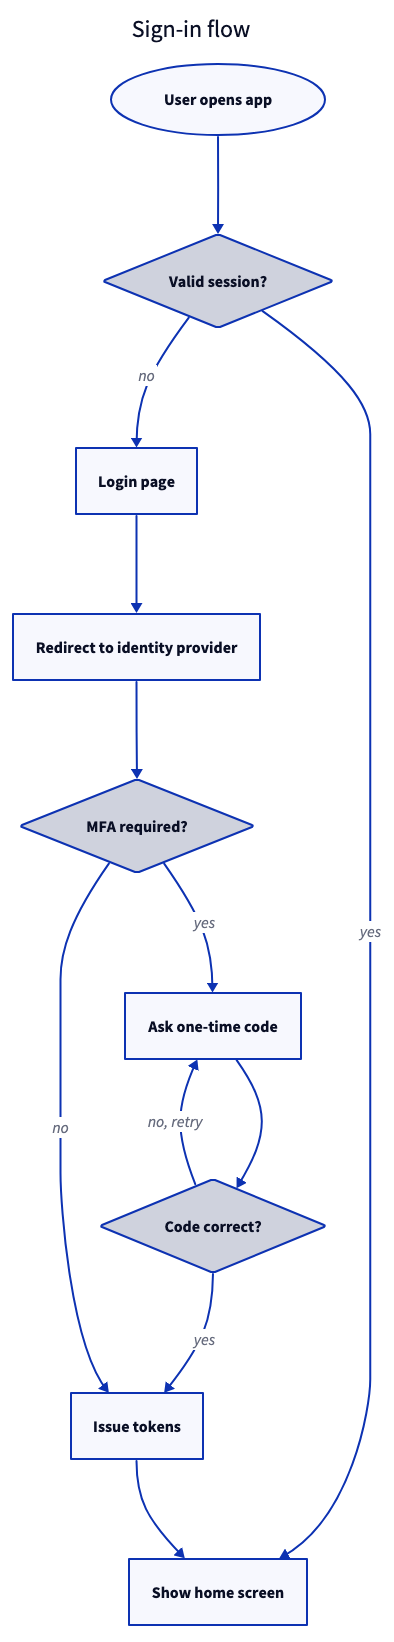 Sign-in flow
User opens app
Valid session?
no
Login page
Redirect to identity provider
MFA required?
yes
yes
Ask one-time code
no, retry
no
Code correct?
yes
Issue tokens
Show home screen